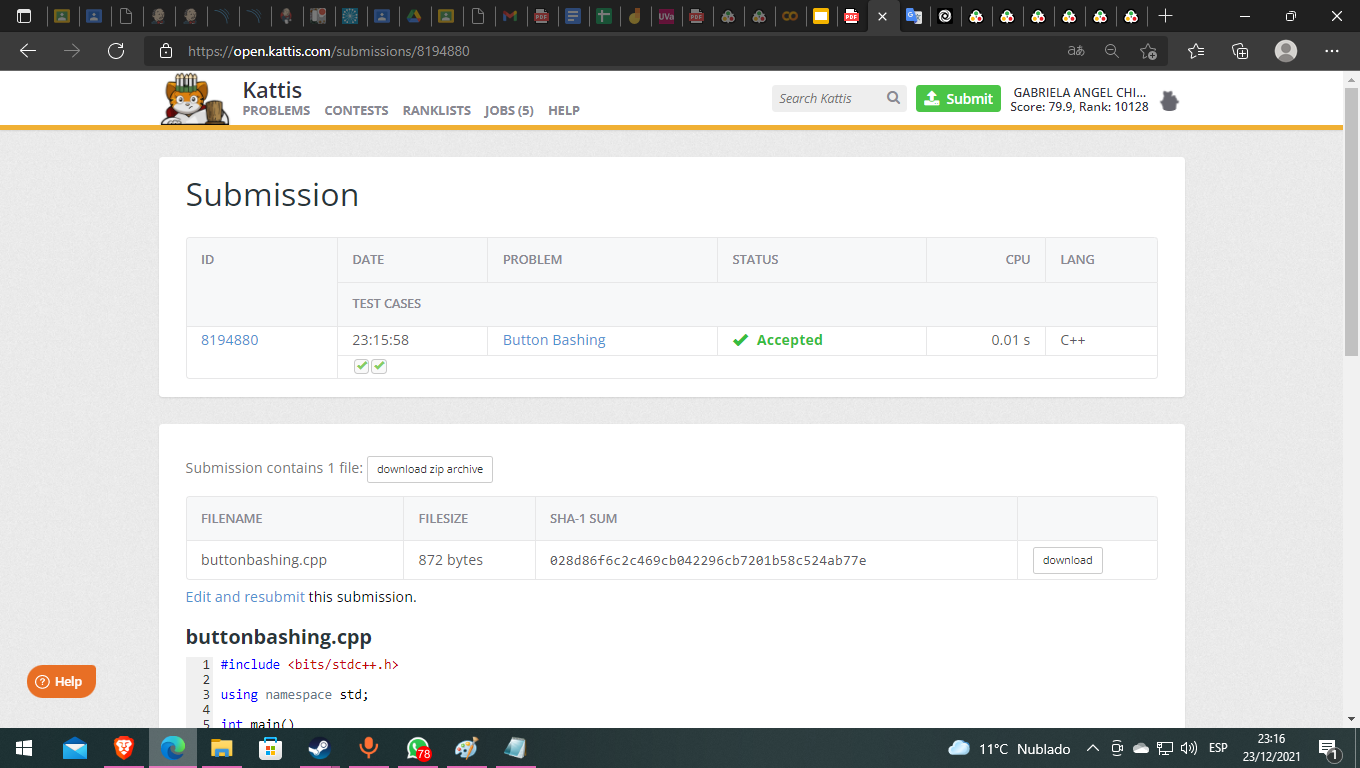 UVa
https://open.kattis.com/submissions/8194880
Kattis
PROBLEMS CONTESTS RANKLISTS JOBS (5) HELP
Search Kattis
Submit
GABRIELA ANGEL CHI...
Score: 79.9, Rank: 10128
Submission
ID DATE PROBLEM STATUS CPU LANG
TEST CASES
8194880 23:15:58 Button Bashing Accepted 0.01 s C++
Submission contains 1 file: download zip archive
FILENAME FILESIZE SHA-1 SUM
buttonbashing.cpp 872 bytes 028d86f6c2c469cb042296cb7201b58c524ab77e download
Edit and resubmit this submission.
buttonbashing.cpp
1 #include <bits/stdc++.h>
2
3 using namespace std;
4
5 int main()
Help
78
11°C Nublado
ESP
23:16
23/12/2021
1